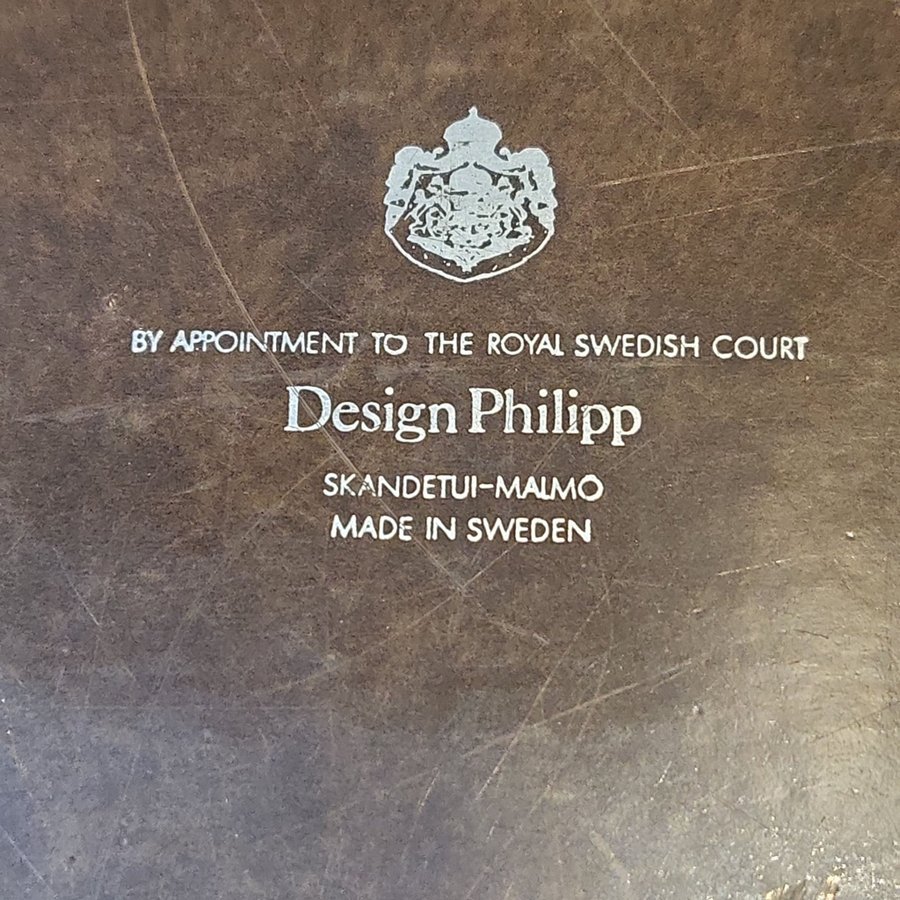 BY APPOINTMENT TO THE ROYAL SWEDISH COURT
Design Philipp
SKANDETUI-MALMO
MADE IN SWEDEN